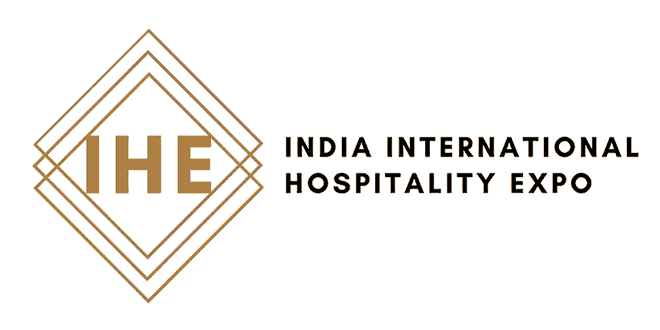 IHE
INDIA INTERNATIONAL
HOSPITALITY EXPO